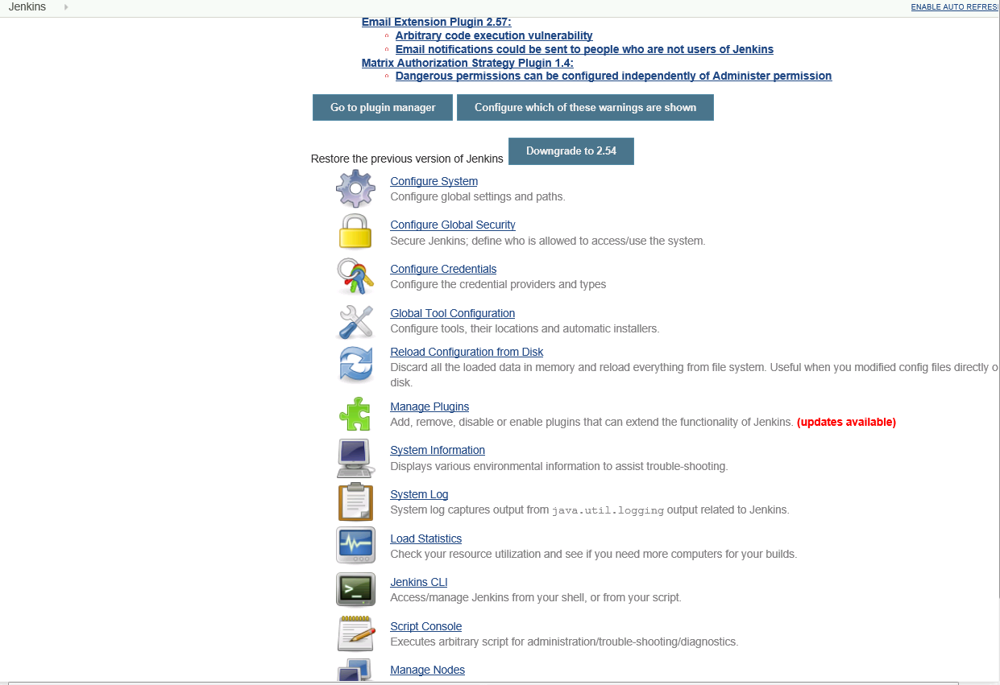 Jenkins
ENABLE AUTO REFRES
Email Extension Plugin 2.57:
Arbitrary code execution vulnerability
Email notifications could be sent to people who are not users of Jenkins
Matrix Authorization Strategy Plugin 1.4:
Dangerous permissions can be configured independently of Administer permission
Go to plugin manager
Configure which of these warnings are shown
Restore the previous version of Jenkins
Downgrade to 2.54
Configure System
Configure global settings and paths.
Configure Global Security
Secure Jenkins; define who is allowed to access/use the system.
Configure Credentials
Configure the credential providers and types
Global Tool Configuration
Configure tools, their locations and automatic installers.
Reload Configuration from Disk
Discard all the loaded data in memory and reload everything from file system. Useful when you modified config files directly o
disk.
Manage Plugins
Add, remove, disable or enable plugins that can extend the functionality of Jenkins. (updates available)
System Information
Displays various environmental information to assist trouble-shooting.
System Log
System log captures output from java.util.logging output related to Jenkins.
Load Statistics
Check your resource utilization and see if you need more computers for your builds.
Jenkins CLI
Access/manage Jenkins from your shell, or from your script.
Script Console
Executes arbitrary script for administration/trouble-shooting/diagnostics.
Manage Nodes